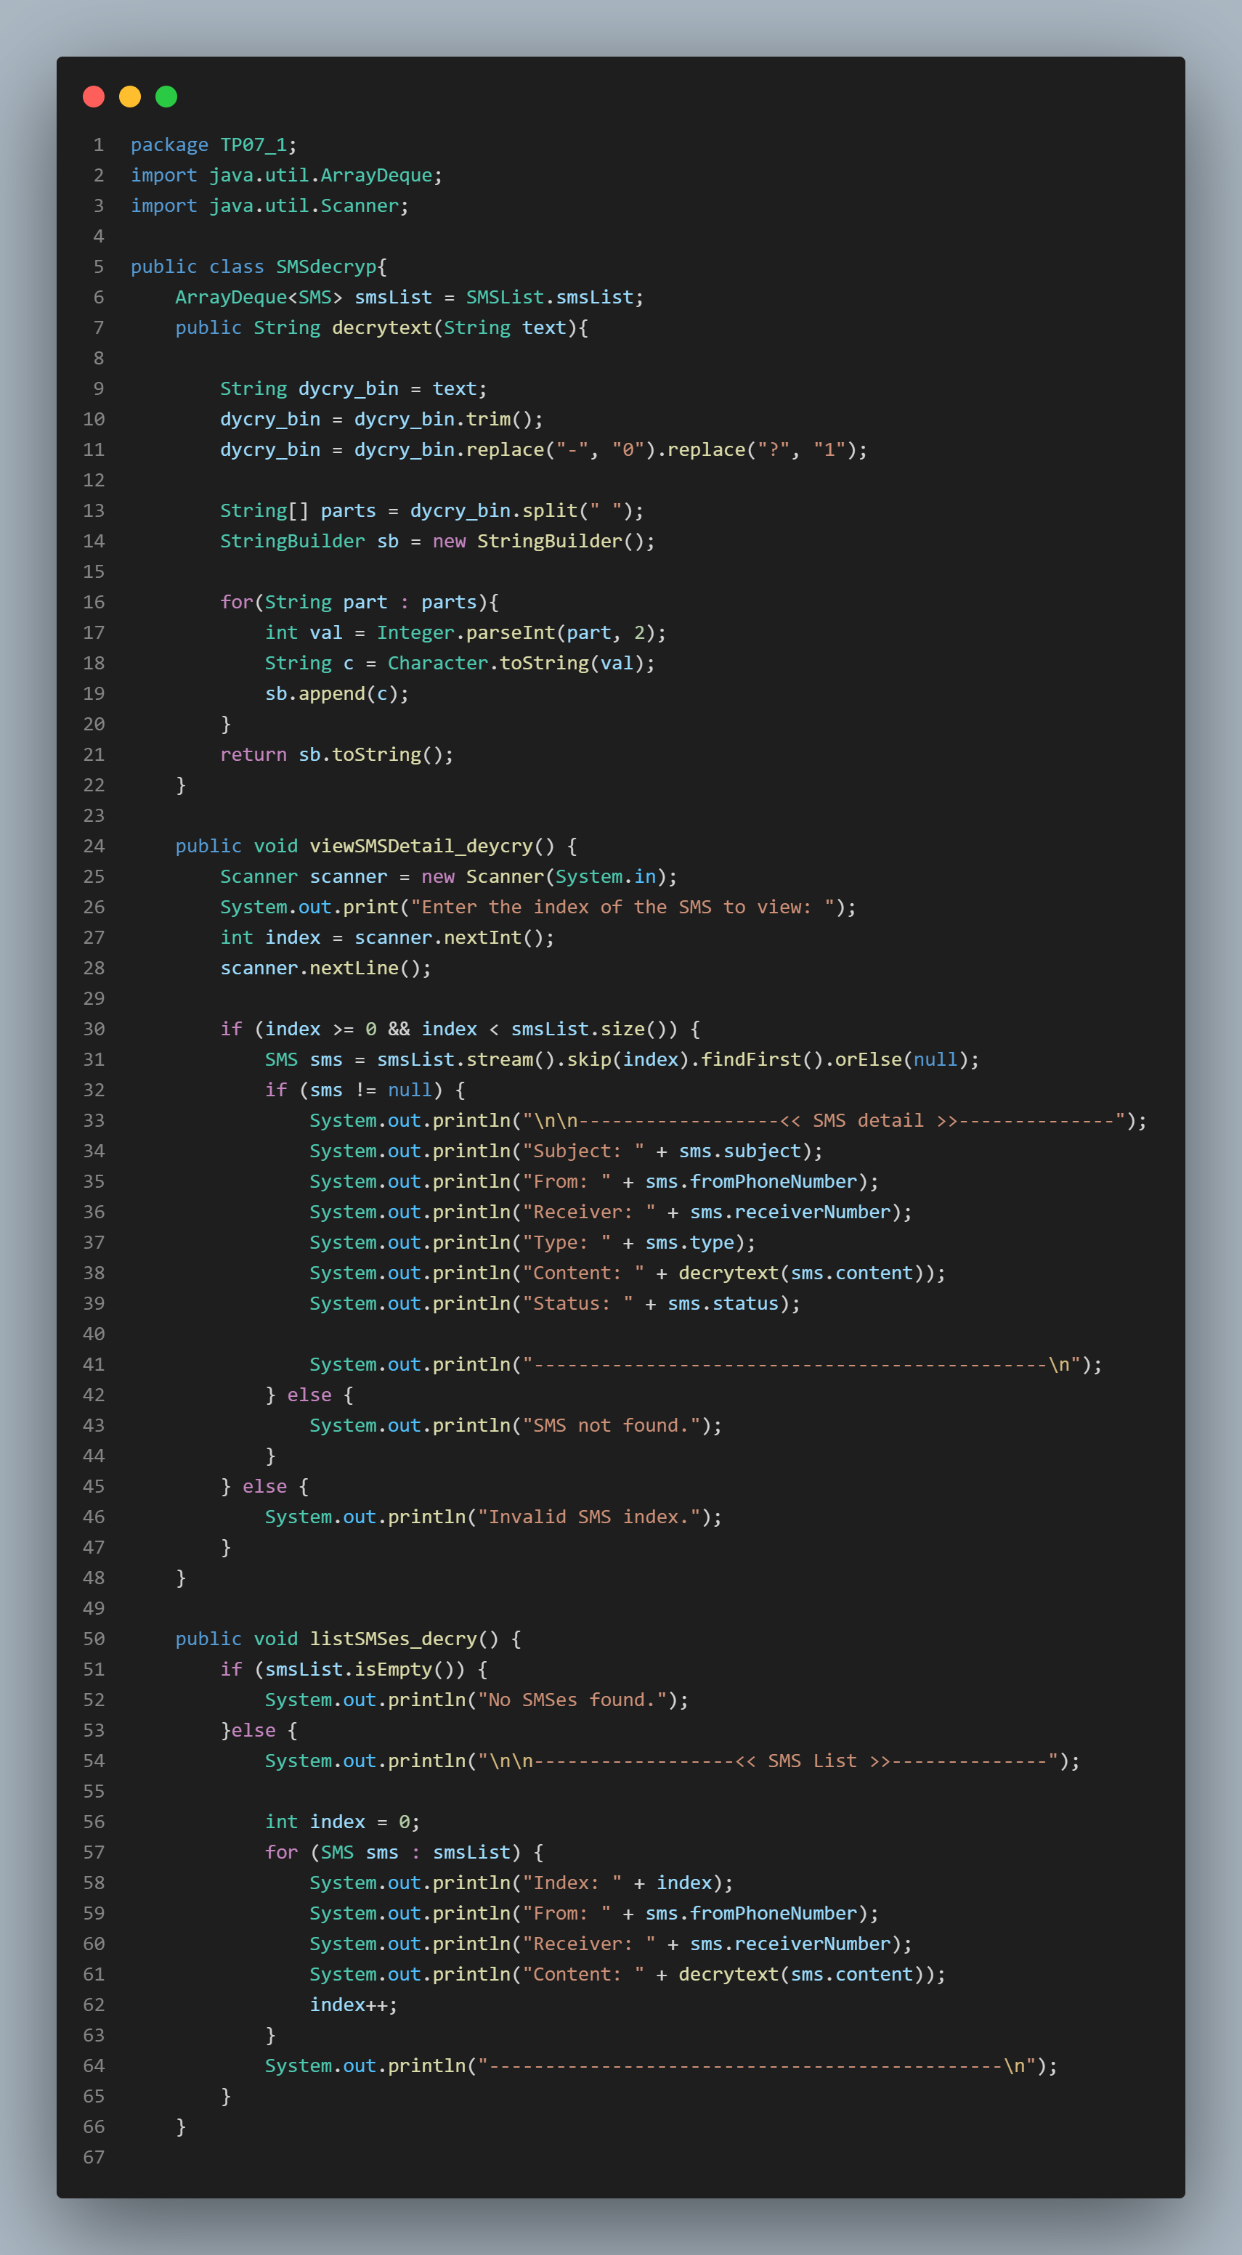 1 package TP07_1;
2 import java.util.ArrayDeque;
3 import java.util.Scanner;
4
5 public class SMSdecryp{
6     ArrayDeque<SMS> smsList = SMSList.smsList;
7     public String decrytext(String text){
8
9         String dycry_bin = text;
10         dycry_bin = dycry_bin.trim();
11         dycry_bin = dycry_bin.replace("-", "0").replace("?", "1");
12
13         String[] parts = dycry_bin.split(" ");
14         StringBuilder sb = new StringBuilder();
15
16         for(String part : parts){
17             int val = Integer.parseInt(part, 2);
18             String c = Character.toString(val);
19             sb.append(c);
20         }
21         return sb.toString();
22     }
23
24     public void viewSMSDetail_deycry() {
25         Scanner scanner = new Scanner(System.in);
26         System.out.print("Enter the index of the SMS to view: ");
27         int index = scanner.nextInt();
28         scanner.nextLine();
29
30         if (index >= 0 && index < smsList.size()) {
31             SMS sms = smsList.stream().skip(index).findFirst().orElse(null);
32             if (sms != null) {
33                 System.out.println("\n\n------------------<< SMS detail >>--------------");
34                 System.out.println("Subject: " + sms.subject);
35                 System.out.println("From: " + sms.fromPhoneNumber);
36                 System.out.println("Receiver: " + sms.receiverNumber);
37                 System.out.println("Type: " + sms.type);
38                 System.out.println("Content: " + decrytext(sms.content));
39                 System.out.println("Status: " + sms.status);
40
41                 System.out.println("----------------------------------------------\n");
42             } else {
43                 System.out.println("SMS not found.");
44             }
45         } else {
46             System.out.println("Invalid SMS index.");
47         }
48     }
49
50     public void listSMSes_decry() {
51         if (smsList.isEmpty()) {
52             System.out.println("No SMSes found.");
53         }else {
54             System.out.println("\n\n------------------<< SMS List >>--------------");
55
56             int index = 0;
57             for (SMS sms : smsList) {
58                 System.out.println("Index: " + index);
59                 System.out.println("From: " + sms.fromPhoneNumber);
60                 System.out.println("Receiver: " + sms.receiverNumber);
61                 System.out.println("Content: " + decrytext(sms.content));
62                 index++;
63             }
64             System.out.println("----------------------------------------------\n");
65         }
66     }
67